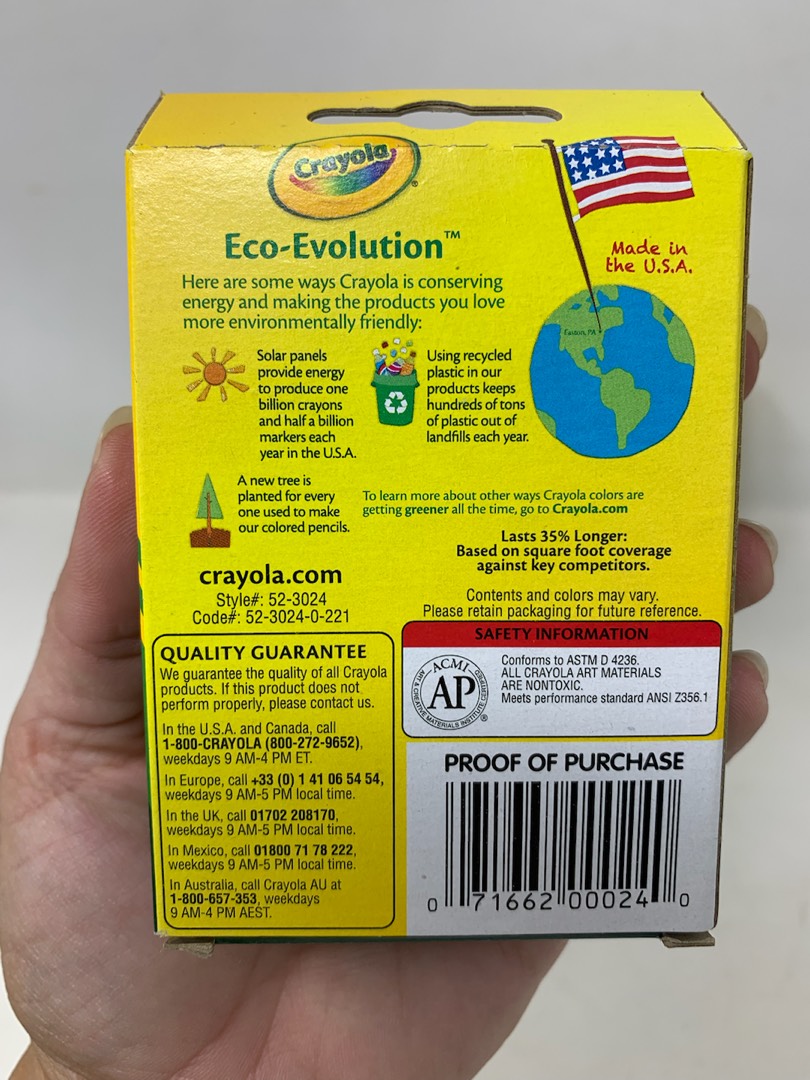 Crayola
®
Eco-Evolution™
Here are some ways Crayola is conserving
energy and making the products you love
more environmentally friendly:
Made in
the U.S.A.
Easton, PA
Solar panels
provide energy
to produce one
billion crayons
and half a billion
markers each
year in the U.S.A.
Using recycled
plastic in our
products keeps
hundreds of tons
of plastic out of
landfills each year.
A new tree is
planted for every
one used to make
our colored pencils.
To learn more about other ways Crayola colors are
getting greener all the time, go to Crayola.com
Lasts 35% Longer:
Based on square foot coverage
against key competitors.
crayola.com
Style#: 52-3024
Code#: 52-3024-0-221
Contents and colors may vary.
Please retain packaging for future reference.
QUALITY GUARANTEE
We guarantee the quality of all Crayola
products. If this product does not
perform properly, please contact us.
In the U.S.A. and Canada, call
1-800-CRAYOLA (800-272-9652),
weekdays 9 AM-4 PM ET.
In Europe, call +33 (0) 1 41 06 54 54,
weekdays 9 AM-5 PM local time.
In the UK, call 01702 208170,
weekdays 9 AM-5 PM local time.
In Mexico, call 01800 71 78 222,
weekdays 9 AM-5 PM local time.
In Australia, call Crayola AU at
1-800-657-353, weekdays
9 AM-4 PM AEST.
SAFETY INFORMATION
ACMI
AP
ART & CREATIVE MATERIALS INSTITUTE CERTIFIED
®
Conforms to ASTM D 4236.
ALL CRAYOLA ART MATERIALS
ARE NONTOXIC.
Meets performance standard ANSI Z356.1
PROOF OF PURCHASE
0 71662 00024 0